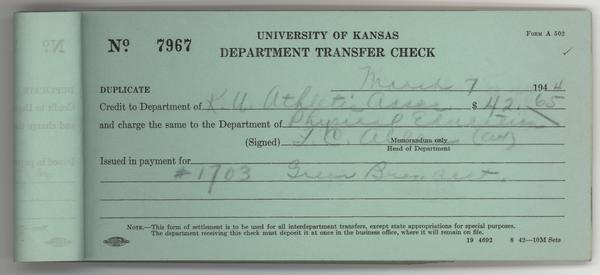 UNIVERSITY OF KANSAS
FORM A 502
Nº 7967
DEPARTMENT TRANSFER CHECK
DUPLICATE
March 7 1944
Credit to Department of K. U. Athletic Assoc. $ 42.65
and charge the same to the Department of Physical Education
(Signed) F. C. Allen
Memorandum only
Head of Department
Issued in payment for
#1703 Green Bros. acct.
NOTE.—This form of settlement is to be used for all interdepartment transfers, except state appropriations for special purposes.
The department receiving this check must deposit it at once in the business office, where it will remain.
19 4692 8 42—10M Sets